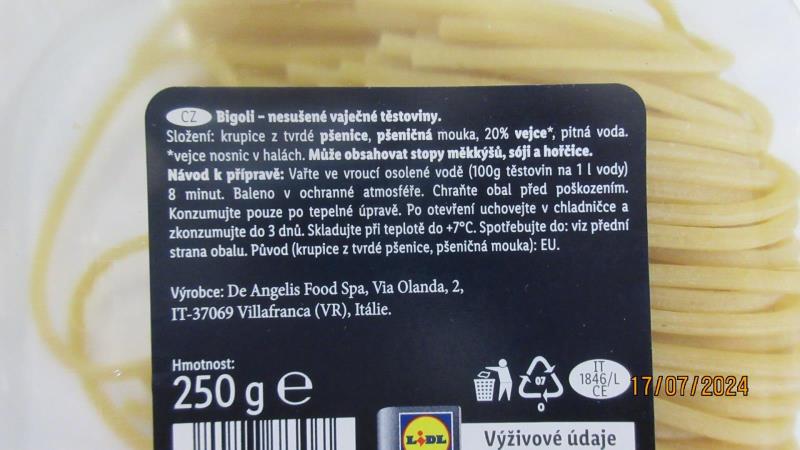 CZ Bigoli – nesušené vaječné těstoviny.
Složení: krupice z tvrdé pšenice, pšeničná mouka, 20% vejce*, pitná voda.
*vejce nosnic v halách. Může obsahovat stopy měkkýšů, sóji a hořčice.
Návod k přípravě: Vařte ve vroucí osolené vodě (100g těstovin na 1 l vody)
8 minut. Baleno v ochranné atmosféře. Chraňte obal před poškozením.
Konzumujte pouze po tepelné úpravě. Po otevření uchovejte v chladničce a
zkonzumujte do 3 dnů. Skladujte při teplotě do +7°C. Spotřebujte do: viz přední
strana obalu. Původ (krupice z tvrdé pšenice, pšeničná mouka): EU.
Výrobce: De Angelis Food Spa, Via Olanda, 2,
IT-37069 Villafranca (VR), Itálie.
Hmotnost:
250 g e
07
0
IT
1846/L
CE
17/07/2024
LIDL
Výživové údaje